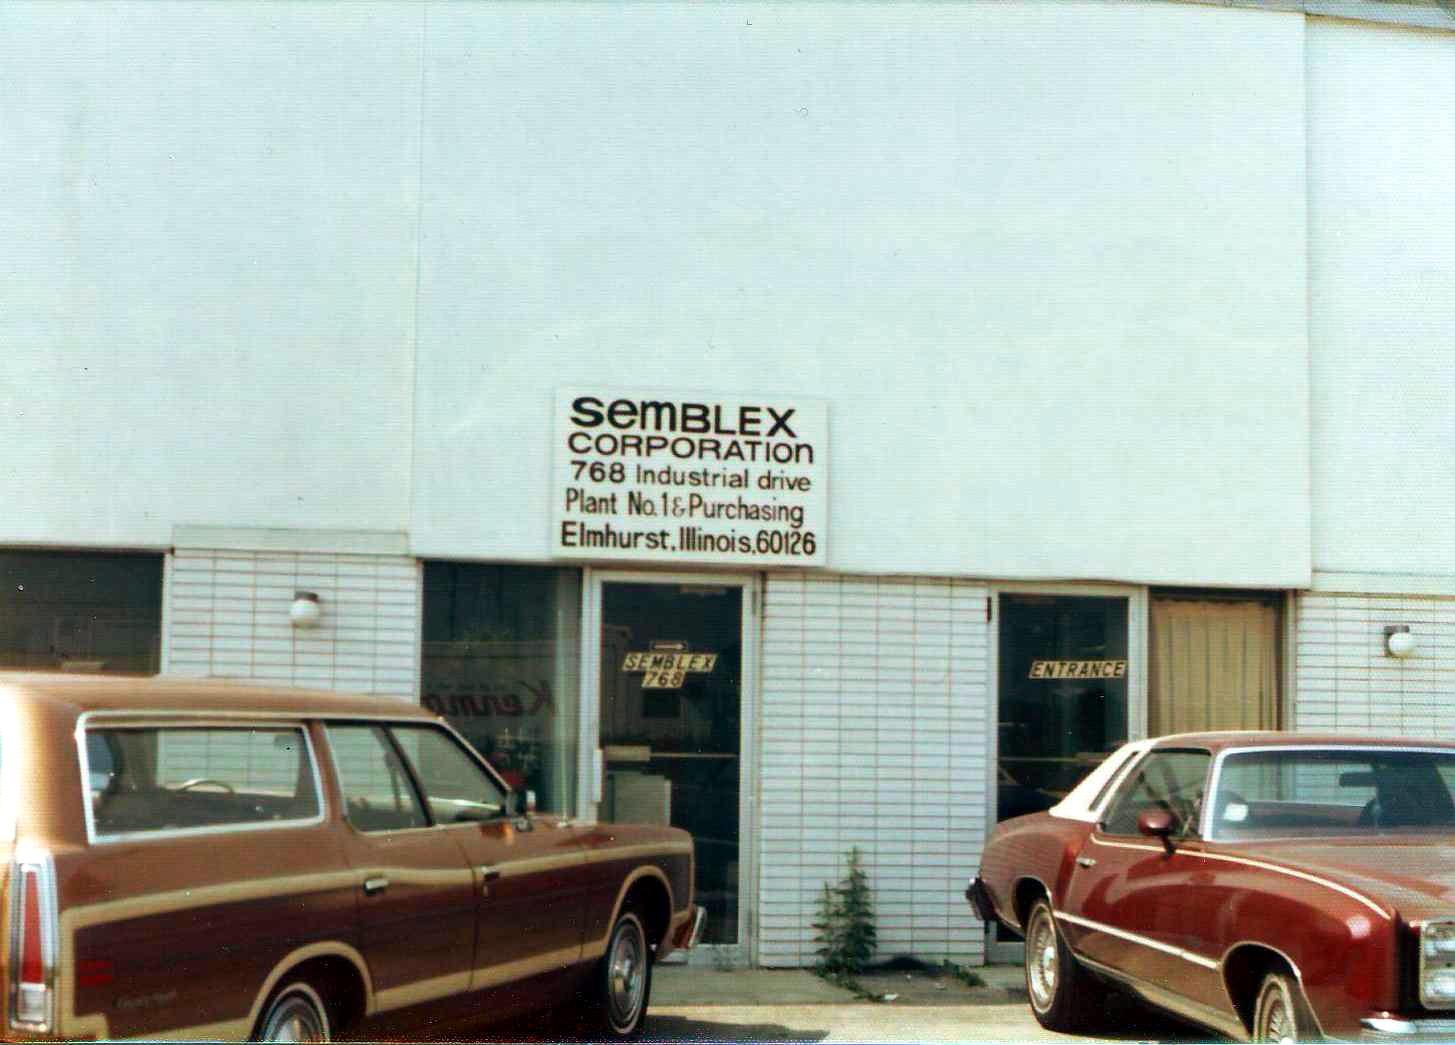 SemBLEX
CORPORATIOn
768 Industrial drive
Plant No.1 & Purchasing
Elmhurst, Illinois, 60126
SEMBLEX
768
ENTRANCE